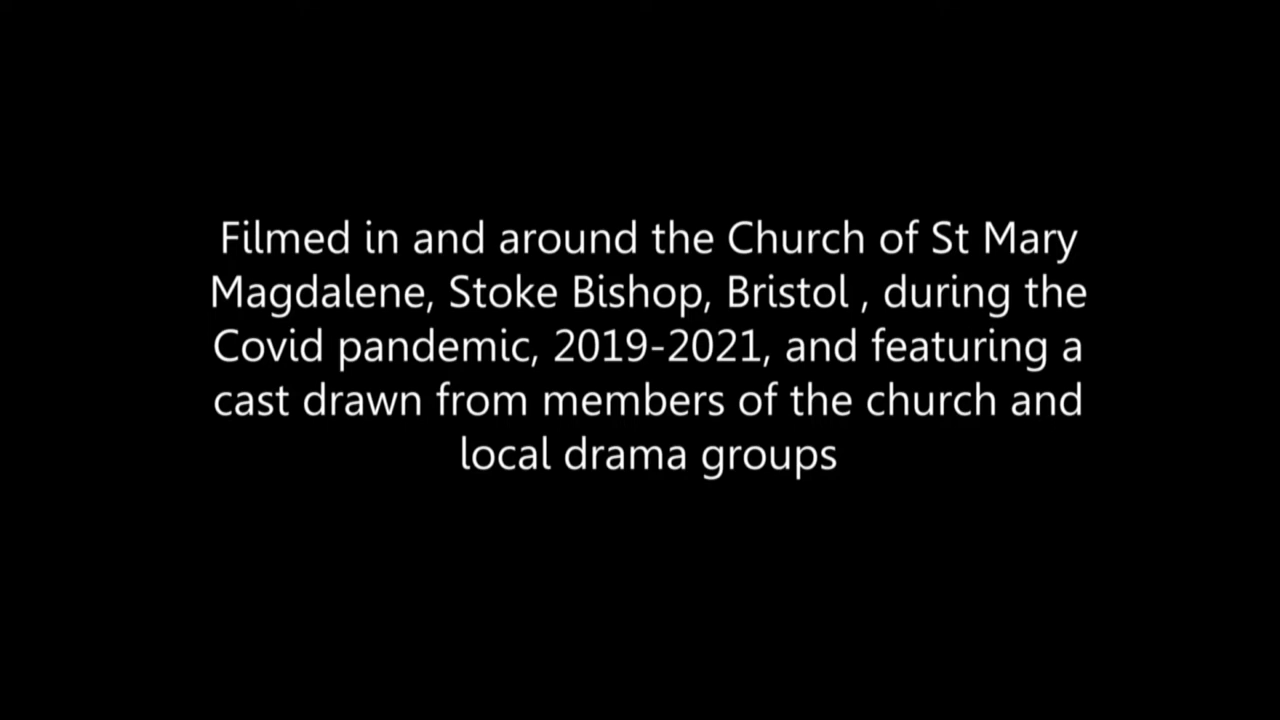 Filmed in and around the Church of St Mary
Magdalene, Stoke Bishop, Bristol , during the
Covid pandemic, 2019-2021, and featuring a
cast drawn from members of the church and
local drama groups